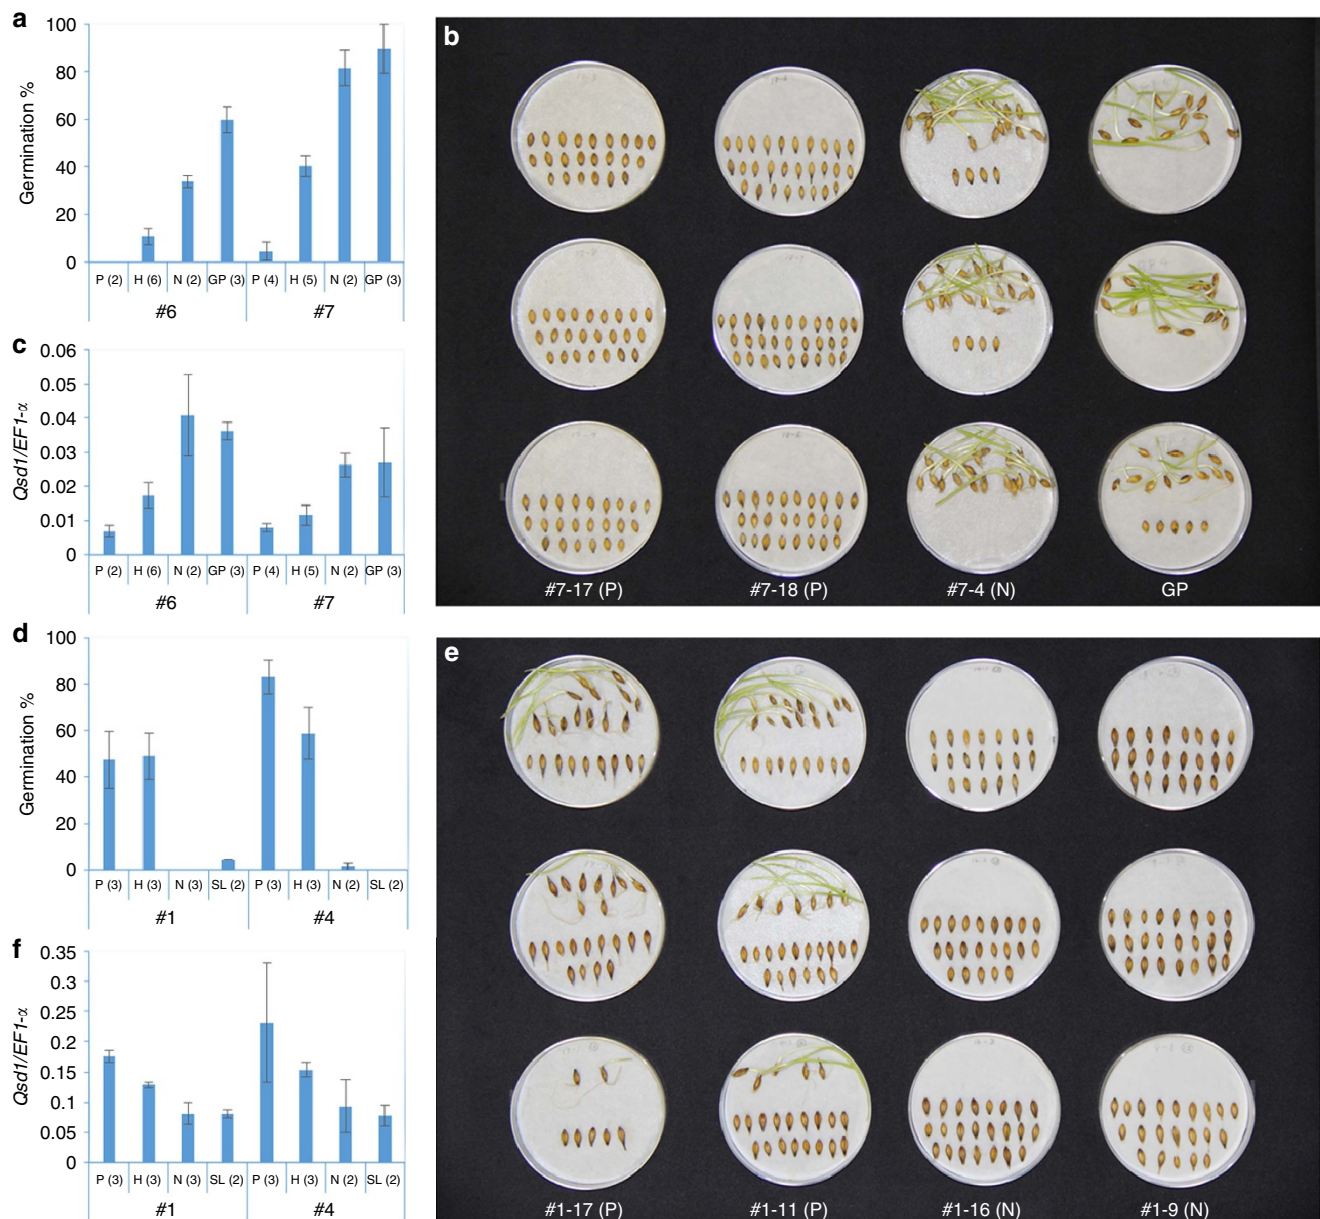 a
100
80
60
40
20
0
Germination %
P (2) H (6) N (2) GP (3) P (4) H (5) N (2) GP (3)
#6 #7
b
#7-17 (P) #7-18 (P) #7-4 (N) GP
c
0.06
0.05
0.04
0.03
0.02
0.01
0
Qsd1/EF1-α
P (2) H (6) N (2) GP (3) P (4) H (5) N (2) GP (3)
#6 #7
d
100
80
60
40
20
0
Germination %
P (3) H (3) N (3) SL (2) P (3) H (3) N (2) SL (2)
#1 #4
e
#1-17 (P) #1-11 (P) #1-16 (N) #1-9 (N)
f
0.35
0.3
0.25
0.2
0.15
0.1
0.05
0
Qsd1/EF1-α
P (3) H (3) N (3) SL (2) P (3) H (3) N (2) SL (2)
#1 #4